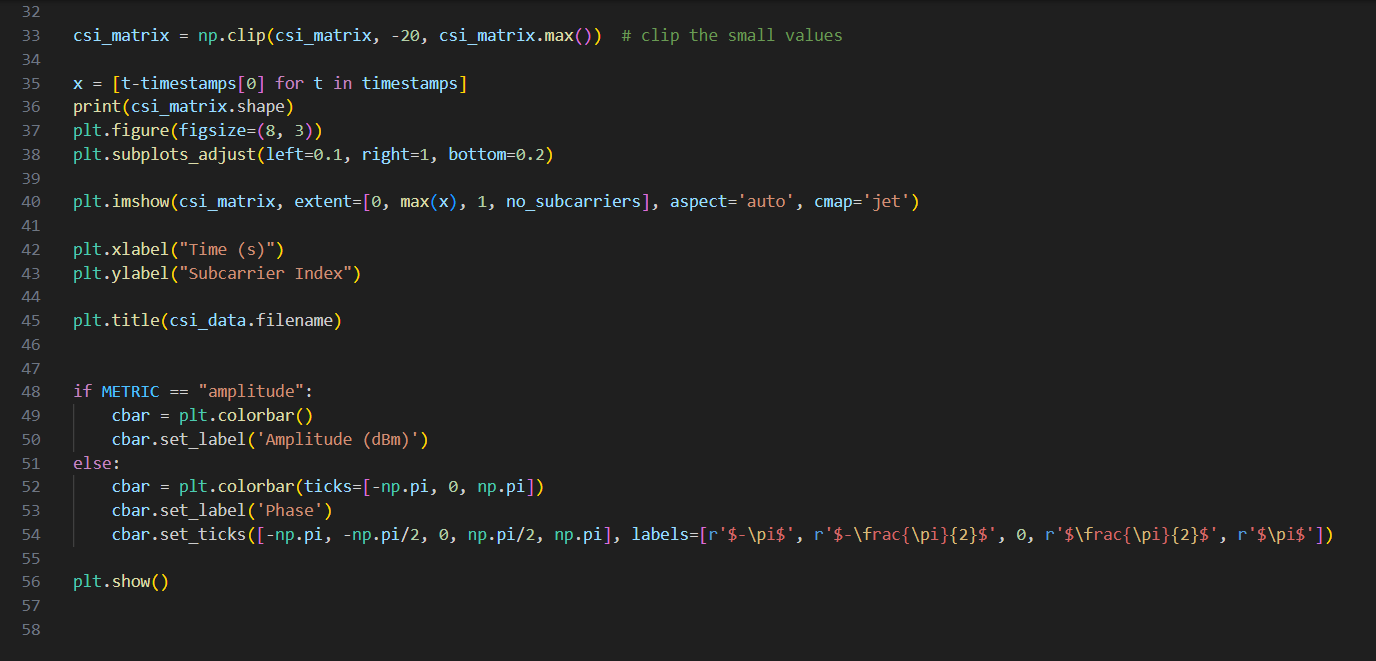 32
33 csi_matrix = np.clip(csi_matrix, -20, csi_matrix.max())  # clip the small values
34
35 x = [t-timestamps[0] for t in timestamps]
36 print(csi_matrix.shape)
37 plt.figure(figsize=(8, 3))
38 plt.subplots_adjust(left=0.1, right=1, bottom=0.2)
39
40 plt.imshow(csi_matrix, extent=[0, max(x), 1, no_subcarriers], aspect='auto', cmap='jet')
41
42 plt.xlabel("Time (s)")
43 plt.ylabel("Subcarrier Index")
44
45 plt.title(csi_data.filename)
46
47
48 if METRIC == "amplitude":
49     cbar = plt.colorbar()
50     cbar.set_label('Amplitude (dBm)')
51 else:
52     cbar = plt.colorbar(ticks=[-np.pi, 0, np.pi])
53     cbar.set_label('Phase')
54     cbar.set_ticks([-np.pi, -np.pi/2, 0, np.pi/2, np.pi], labels=[r'$-\pi$', r'$-\frac{\pi}{2}$', 0, r'$\frac{\pi}{2}$', r'$\pi$'])
55
56 plt.show()
57
58